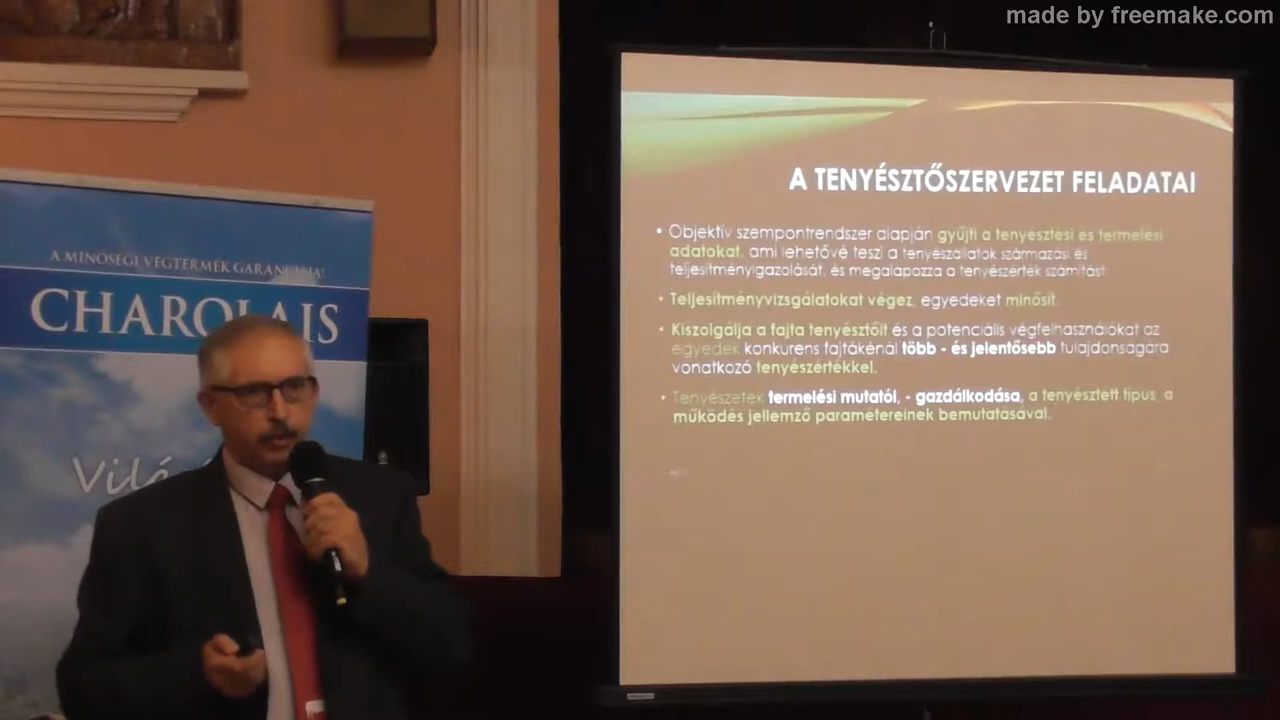 made by freemake.com
A TENYÉSZTŐSZERVEZET FELADATAI
• Objektív szempontrendszer alapján gyűjti a tenyésztési és termelési
adatokat, ami lehetővé teszi a tenyészállatok származási és
teljesítményigazolását, és megalapozza a tenyészérték számítást
• Teljesítményvizsgálatokat végez, egyedeket minősít.
• Kiszolgálja a fajta tenyésztőit és a potenciális végfelhasználókat az
egyedek konkurens fajtákénál több - és jelentősebb tulajdonságára
vonatkozó tenyészértékkel.
• Tenyészetek termelési mutatói, - gazdálkodása, a tenyésztett típus, a
működés jellemző paramétereinek bemutatásával.
A MINŐSÉGI VÉGTERMÉK GARANCIÁJA!
CHAROLAIS